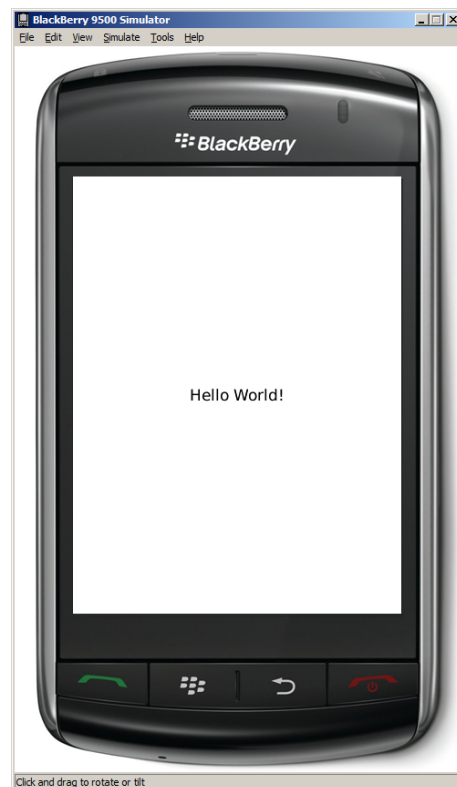 BlackBerry 9500 Simulator
File Edit View Simulate Tools Help
BlackBerry
Hello World!
Click and drag to rotate or tilt